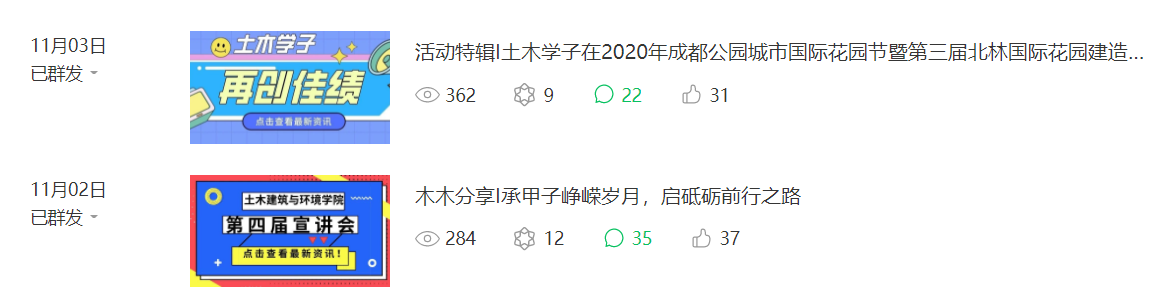 11月03日
已群发
土木学子
再创佳绩
点击查看最新资讯
活动特辑I土木学子在2020年成都公园城市国际花园节暨第三届北林国际花园建造...
362 9 22 31
11月02日
已群发
土木建筑与环境学院
第四届宣讲会
点击查看最新资讯！
木木分享I承甲子峥嵘岁月，启砥砺前行之路
284 12 35 37